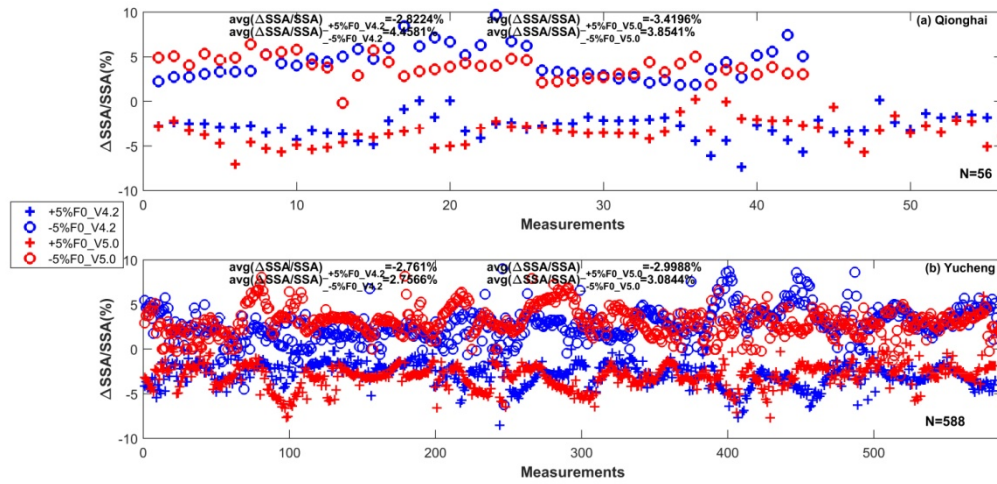 avg(ΔSSA/SSA)_+5%F0_V4.2=-2.8224% avg(ΔSSA/SSA)_+5%F0_V5.0=-3.4196% (a) Qionghai
avg(ΔSSA/SSA)_-5%F0_V4.2=4.4581% avg(ΔSSA/SSA)_-5%F0_V5.0=3.8541%
10
5
0
-5
-10
ΔSSA/SSA(%)
N=56
0 10 20 30 40 50
Measurements
+5%F0_V4.2
-5%F0_V4.2
+5%F0_V5.0
-5%F0_V5.0
avg(ΔSSA/SSA)_+5%F0_V4.2=-2.761% avg(ΔSSA/SSA)_+5%F0_V5.0=-2.9988% (b) Yucheng
avg(ΔSSA/SSA)_-5%F0_V4.2=2.7566% avg(ΔSSA/SSA)_-5%F0_V5.0=3.0844%
10
5
0
-5
-10
ΔSSA/SSA(%)
N=588
0 100 200 300 400 500
Measurements